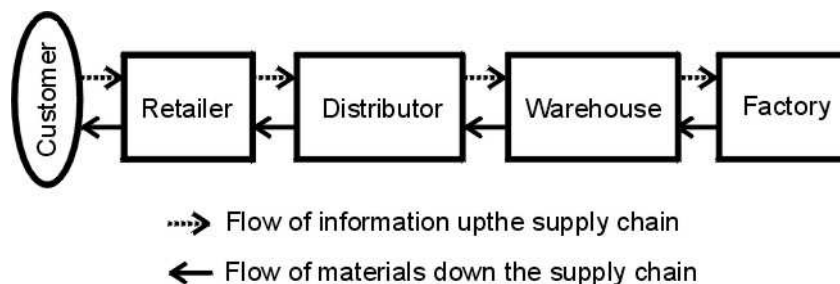 Customer
Retailer
Distributor
Warehouse
Factory
Flow of information upthe supply chain
Flow of materials down the supply chain